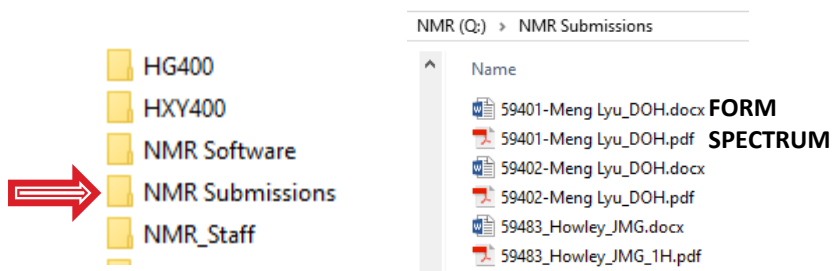 HG400
HXY400
NMR Software
NMR Submissions
NMR_Staff
NMR (Q:) > NMR Submissions
Name
59401-Meng Lyu_DOH.docx FORM
59401-Meng Lyu_DOH.pdf SPECTRUM
59402-Meng Lyu_DOH.docx
59402-Meng Lyu_DOH.pdf
59483_Howley_JMG.docx
59483_Howley_JMG_1H.pdf